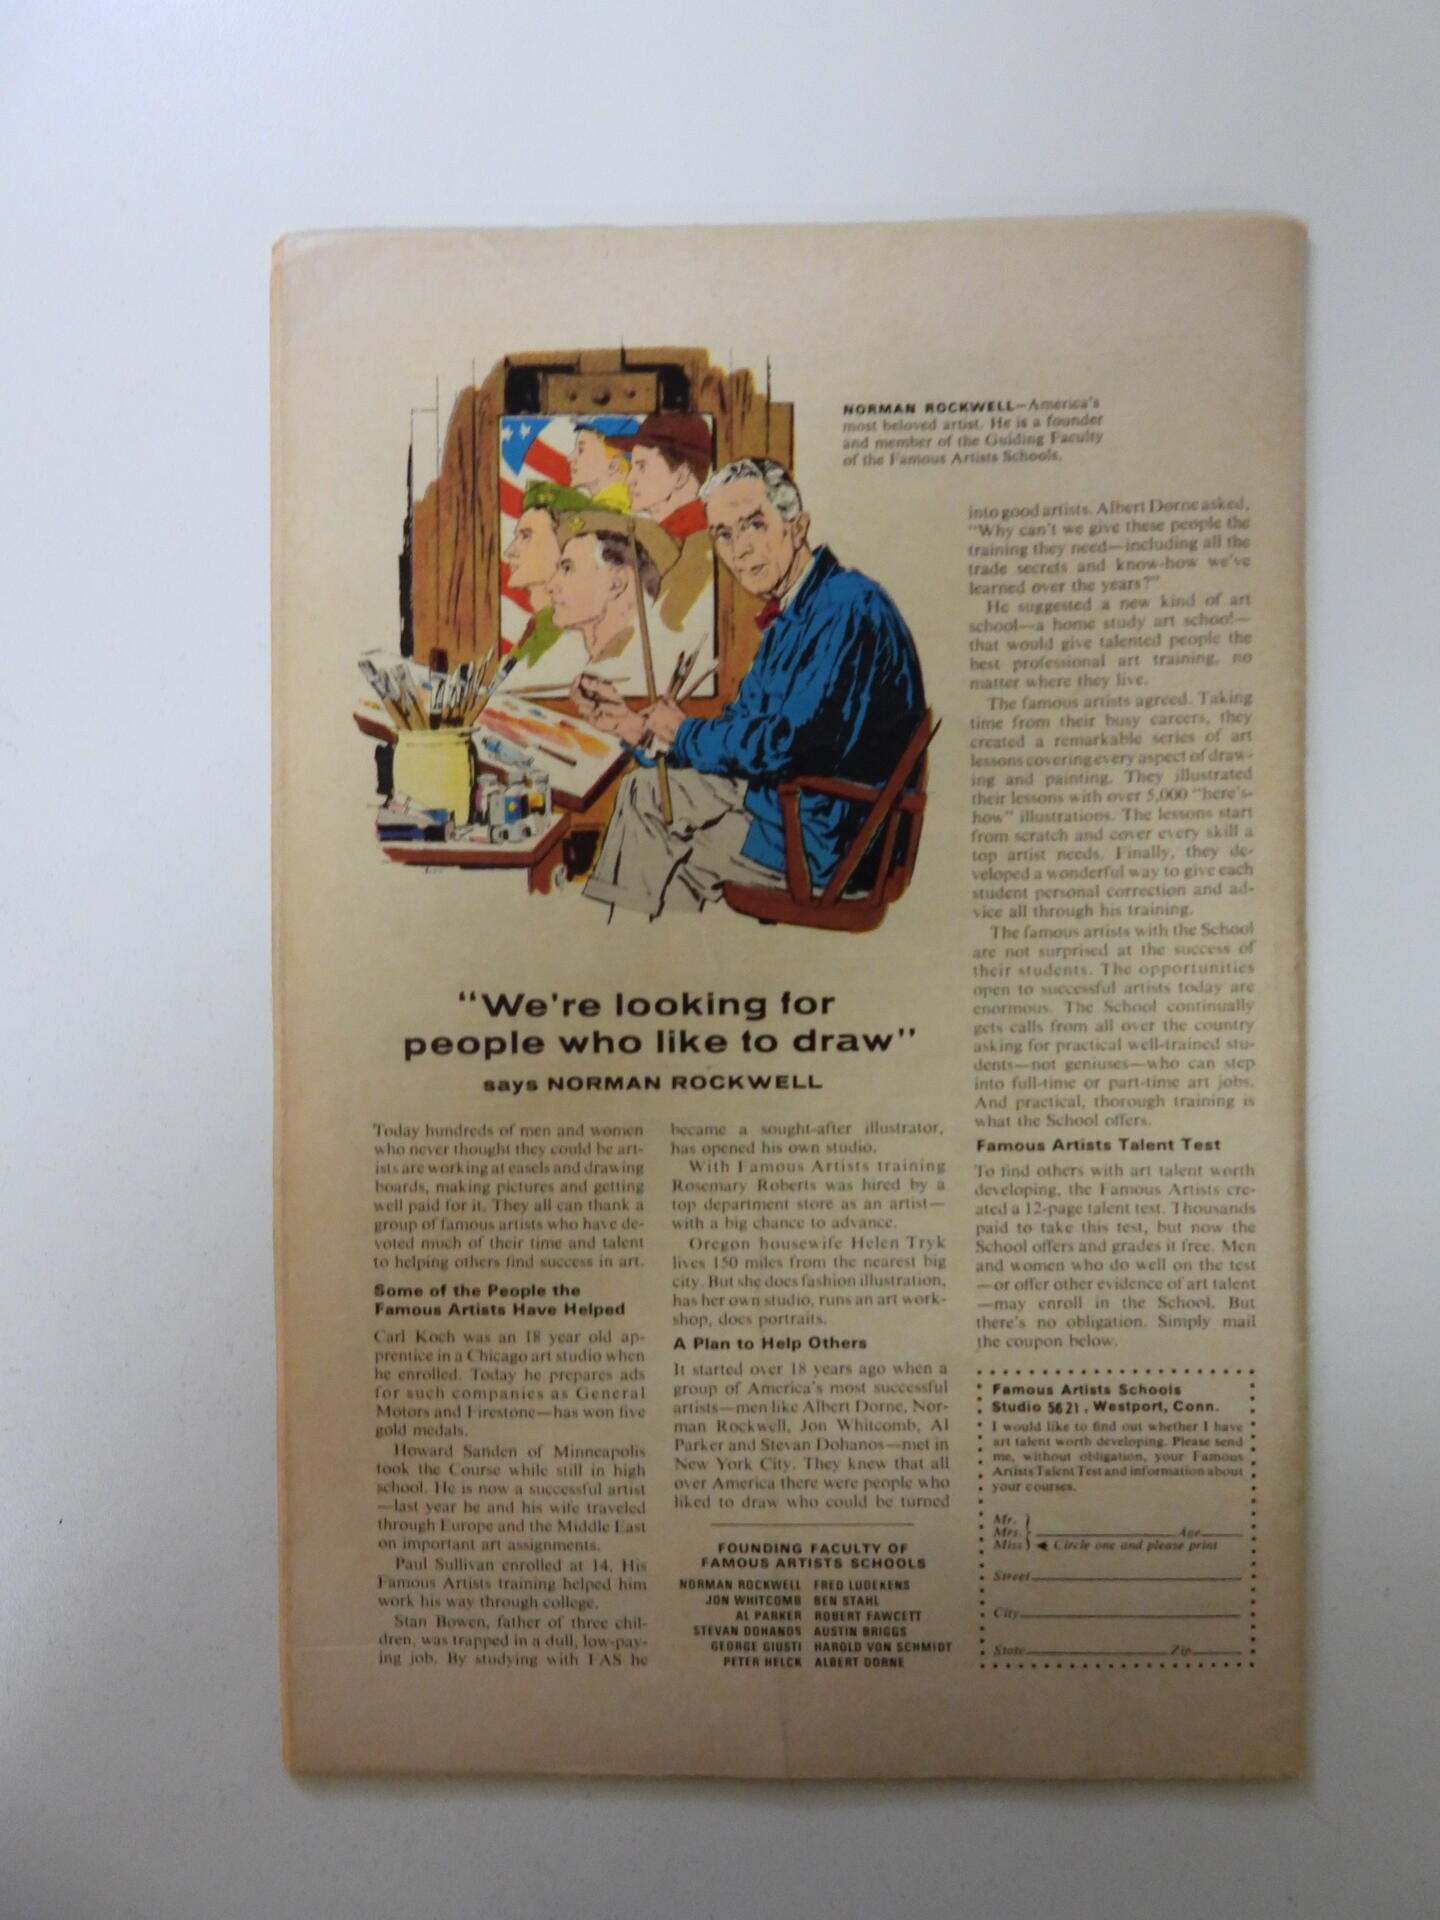 NORMAN ROCKWELL—America's
most beloved artist. He is a founder
and member of the Guiding Faculty
of the Famous Artists Schools.
"We're looking for
people who like to draw"
says NORMAN ROCKWELL
Today hundreds of men and women
who never thought they could be art-
ists are working at easels and drawing
boards, making pictures and getting
well paid for it. They all can thank a
group of famous artists who have de-
voted much of their time and talent
to helping others find success in art.
Some of the People the
Famous Artists Have Helped
Carl Koch was an 18 year old ap-
prentice in a Chicago art studio when
he enrolled. Today he prepares ads
for such companies as General
Motors and Firestone—has won five
gold medals.
Howard Sanden of Minneapolis
took the Course while still in high
school. He is now a successful artist
—last year he and his wife traveled
through Europe and the Middle East
on important art assignments.
Paul Sullivan enrolled at 14. His
Famous Artists training helped him
work his way through college.
Stan Bowen, father of three chil-
dren, was trapped in a dull, low-pay-
ing job. By studying with FAS he
became a sought-after illustrator,
has opened his own studio.
With Famous Artists training
Rosemary Roberts was hired by a
top department store as an artist—
with a big chance to advance.
Oregon housewife Helen Tryk
lives 150 miles from the nearest big
city. But she does fashion illustration,
has her own studio, runs an art work-
shop, does portraits.
A Plan to Help Others
It started over 18 years ago when a
group of America's most successful
artists—men like Albert Dorne, Nor-
man Rockwell, Jon Whitcomb, Al
Parker and Stevan Dohanos—met in
New York City. They knew that all
over America there were people who
liked to draw who could be turned
FOUNDING FACULTY OF
FAMOUS ARTISTS SCHOOLS
NORMAN ROCKWELL FRED LUDEKENS
JON WHITCOMB BEN STAHL
AL PARKER ROBERT FAWCETT
STEVAN DOHANOS AUSTIN BRIGGS
GEORGE GIUSTI HAROLD VON SCHMIDT
PETER HELCK ALBERT DORNE
into good artists. Albert Dorne asked,
"Why can't we give these people the
training they need—including all the
trade secrets and know-how we've
learned over the years?"
He suggested a new kind of art
school—a home study art school—
that would give talented people the
best professional art training, no
matter where they live.
The famous artists agreed. Taking
time from their busy careers, they
created a remarkable series of art
lessons covering every aspect of draw-
ing and painting. They illustrated
their lessons with over 5,000 "here's-
how" illustrations. The lessons start
from scratch and cover every skill a
top artist needs. Finally, they de-
veloped a wonderful way to give each
student personal correction and ad-
vice all through his training.
The famous artists with the School
are not surprised at the success of
their students. The opportunities
open to successful artists today are
enormous. The School continually
gets calls from all over the country
asking for practical well-trained stu-
dents—not geniuses—who can step
into full-time or part-time art jobs.
And practical, thorough training is
what the School offers.
Famous Artists Talent Test
To find others with art talent worth
developing, the Famous Artists cre-
ated a 12-page talent test. Thousands
paid to take this test, but now the
School offers and grades it free. Men
and women who do well on the test
—or offer other evidence of art talent
—may enroll in the School. But
there's no obligation. Simply mail
the coupon below.
Famous Artists Schools
Studio 5621, Westport, Conn.
I would like to find out whether I have
art talent worth developing. Please send
me, without obligation, your Famous
Artists Talent Test and information about
your courses.
Mr.
Mrs. Age
Miss Circle one and please print
Street
City
State Zip